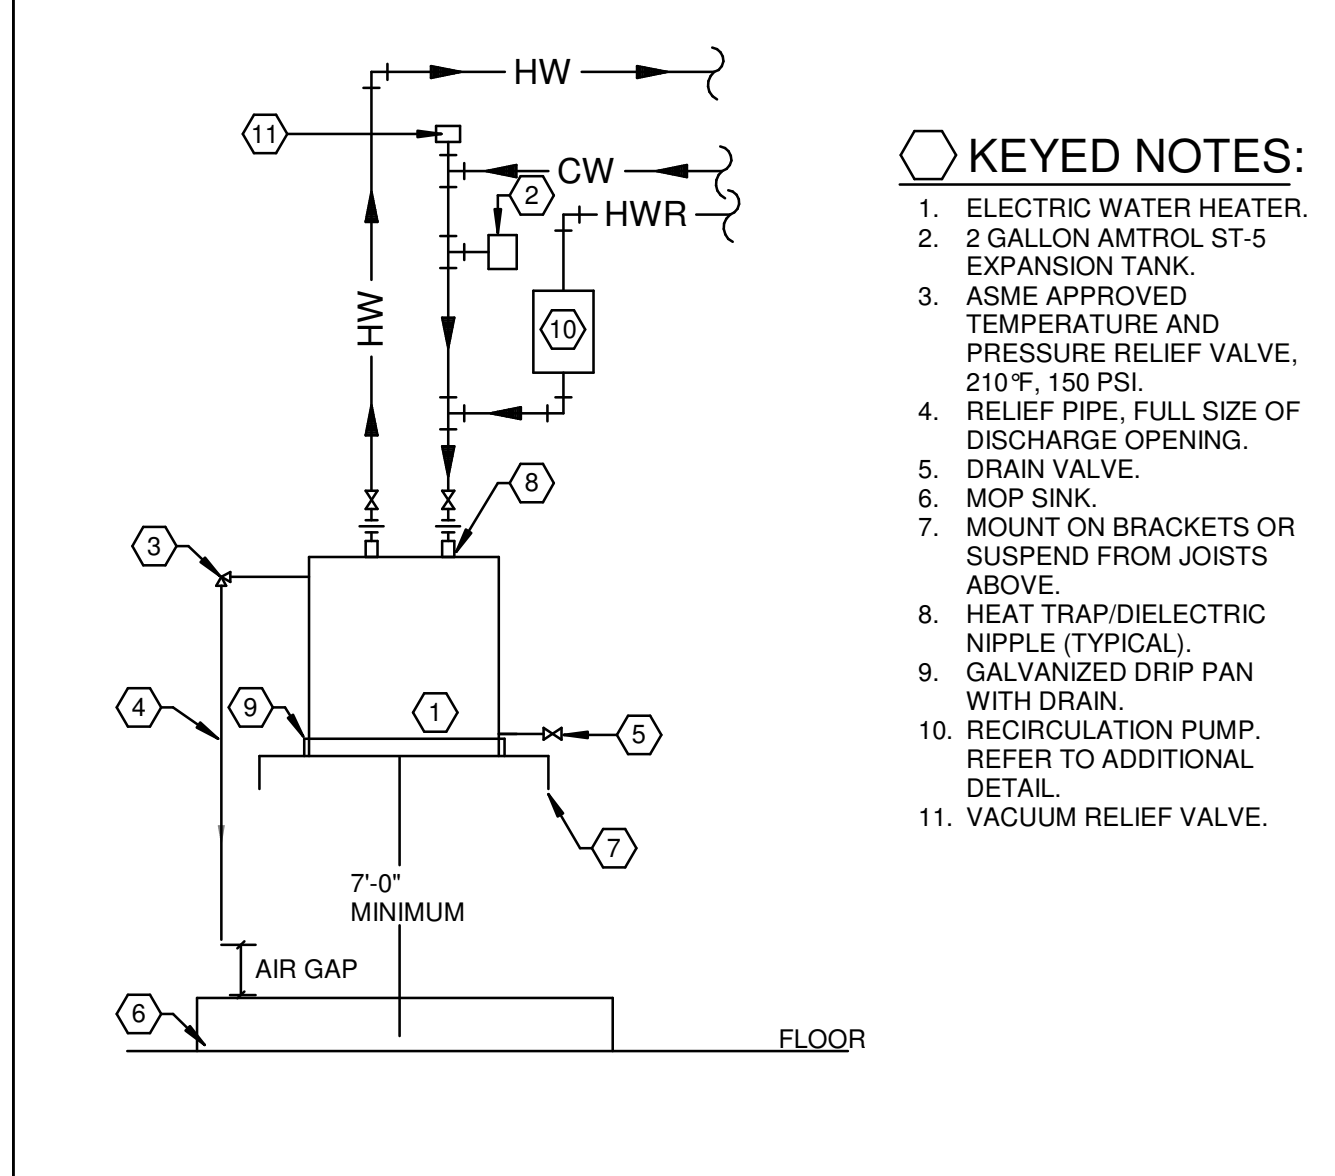 HW
11
CW
2
HWR
HW
10
8
3
4
9
1
5
7
7'-0"
MINIMUM
AIR GAP
6
FLOOR
KEYED NOTES:
1. ELECTRIC WATER HEATER.
2. 2 GALLON AMTROL ST-5
EXPANSION TANK.
3. ASME APPROVED
TEMPERATURE AND
PRESSURE RELIEF VALVE,
210°F, 150 PSI.
4. RELIEF PIPE, FULL SIZE OF
DISCHARGE OPENING.
5. DRAIN VALVE.
6. MOP SINK.
7. MOUNT ON BRACKETS OR
SUSPEND FROM JOISTS
ABOVE.
8. HEAT TRAP/DIELECTRIC
NIPPLE (TYPICAL).
9. GALVANIZED DRIP PAN
WITH DRAIN.
10. RECIRCULATION PUMP.
REFER TO ADDITIONAL
DETAIL.
11. VACUUM RELIEF VALVE.